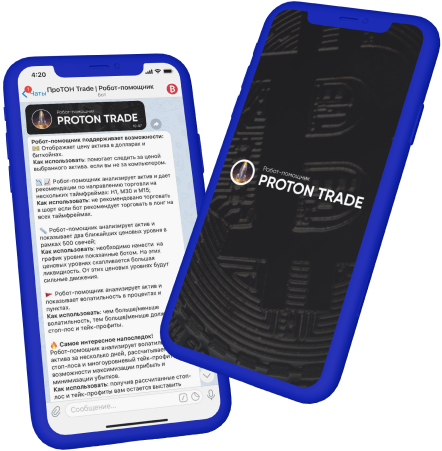 4:20
Чаты
ПроТОН Trade | Робот-помощник
бот
B
Робот-помощник
PROTON TRADE
Робот-помощник поддерживает возможности:
Отображает цену актива в долларах и
биткойнах.
Как использовать: помогает следить за ценой
выбранного актива, если вы не за компьютером.
Робот-помощник анализирует актив и дает
рекомендации по направлению торговли на
нескольких таймфреймах: H1, M30 и M15;
Как использовать: не рекомендовано торговать
в шорт если бот рекомендует торговать в лонг на
всех таймфреймах.
Робот-помощник анализирует актив и
показывает два ближайших ценовых уровня в
рамках 500 свечей;
Как использовать: необходимо нанести на
график уровни показанные ботом. На этих
ценовых уровнях скапливается большая
ликвидность. От этих ценовых уровней будут
сильные движения.
Робот-помощник анализирует актив и
показывает волатильность в процентах и
пунктах.
Как использовать: чем больше/меньше
волатильность, тем больше/меньше долж
стоп-лос и тейк-профиты.
Самое интересное напоследок!
Робот-помощник анализирует волатиль
актива за несколько дней, рассчитывае
стоп-лосс и многоуровневый тейк-профи
возможности максимизации прибыль и
минимизации убытков.
Как использовать: получив рассчитанные стоп-
лос и тейк-профиты вам остается выставить
Сообщение...
Робот-помощник
PROTON TRADE